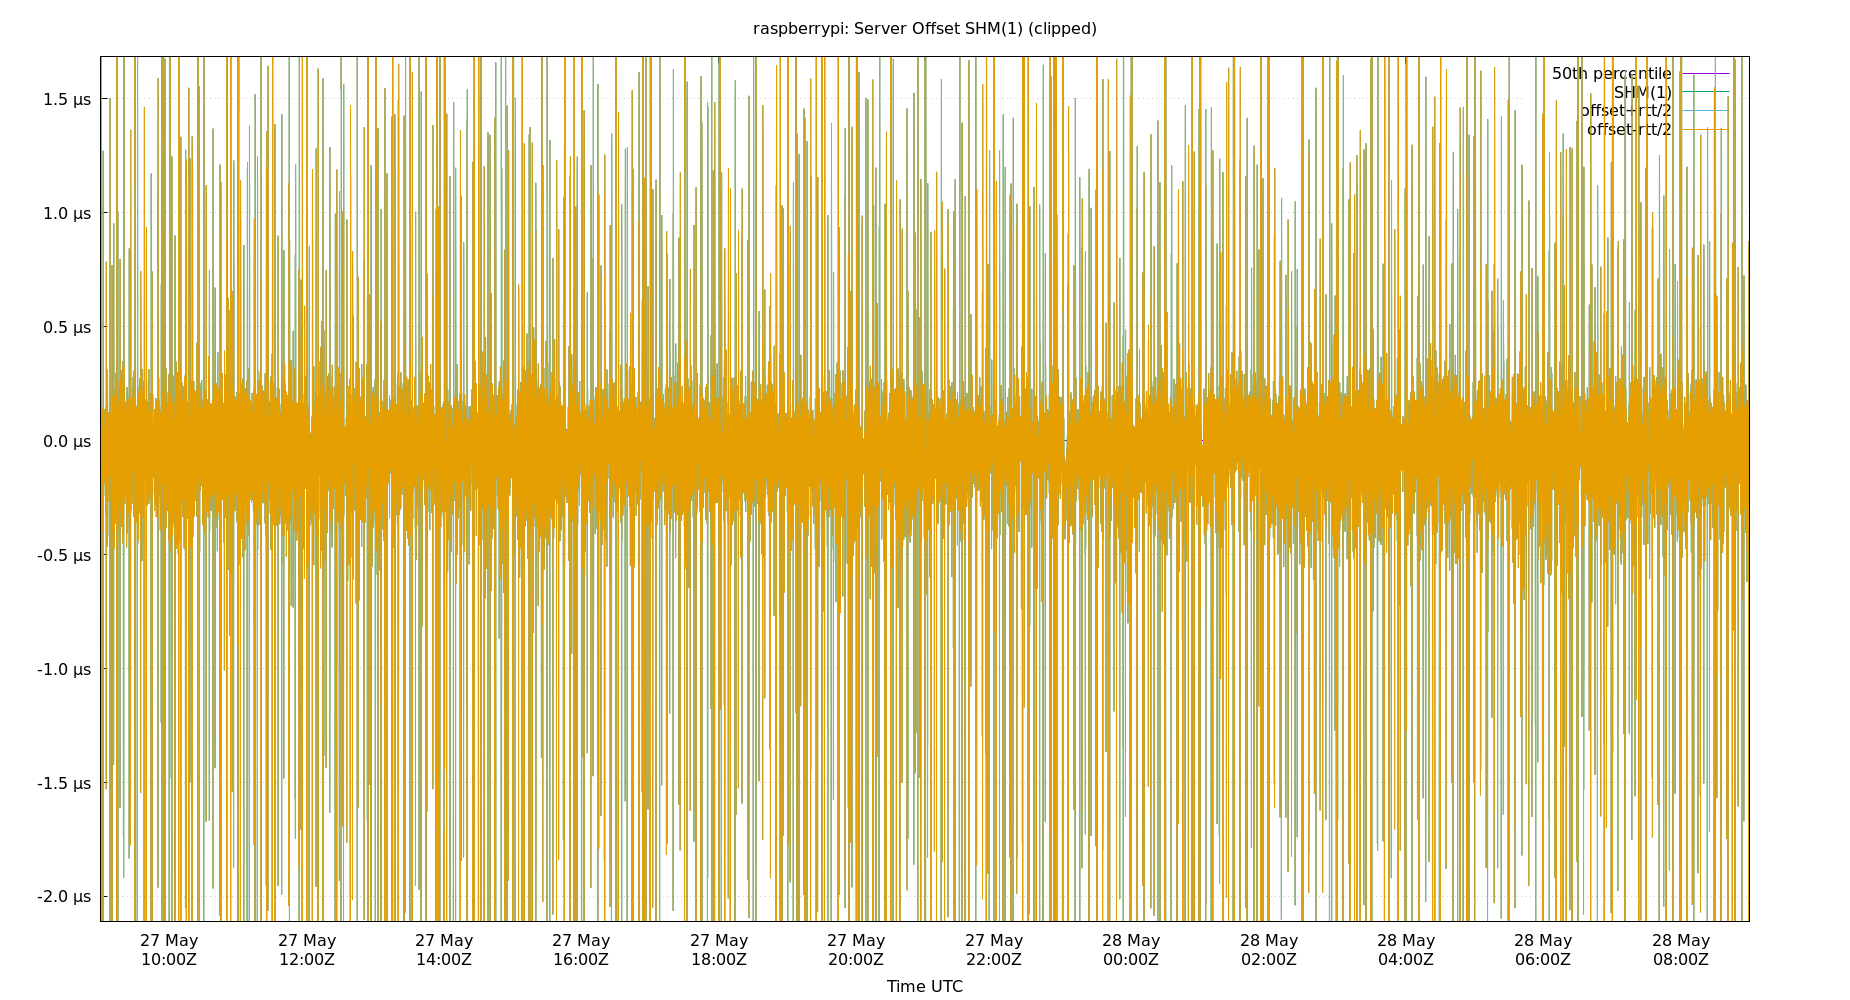 raspberrypi: Server Offset SHM(1) (clipped)
50th percentile
SHM(1)
offset+rtt/2
offset-rtt/2
1.5 µs
1.0 µs
0.5 µs
0.0 µs
-0.5 µs
-1.0 µs
-1.5 µs
-2.0 µs
27 May 27 May 27 May 27 May 27 May 27 May 27 May 28 May 28 May 28 May 28 May 28 May
10:00Z 12:00Z 14:00Z 16:00Z 18:00Z 20:00Z 22:00Z 00:00Z 02:00Z 04:00Z 06:00Z 08:00Z
Time UTC